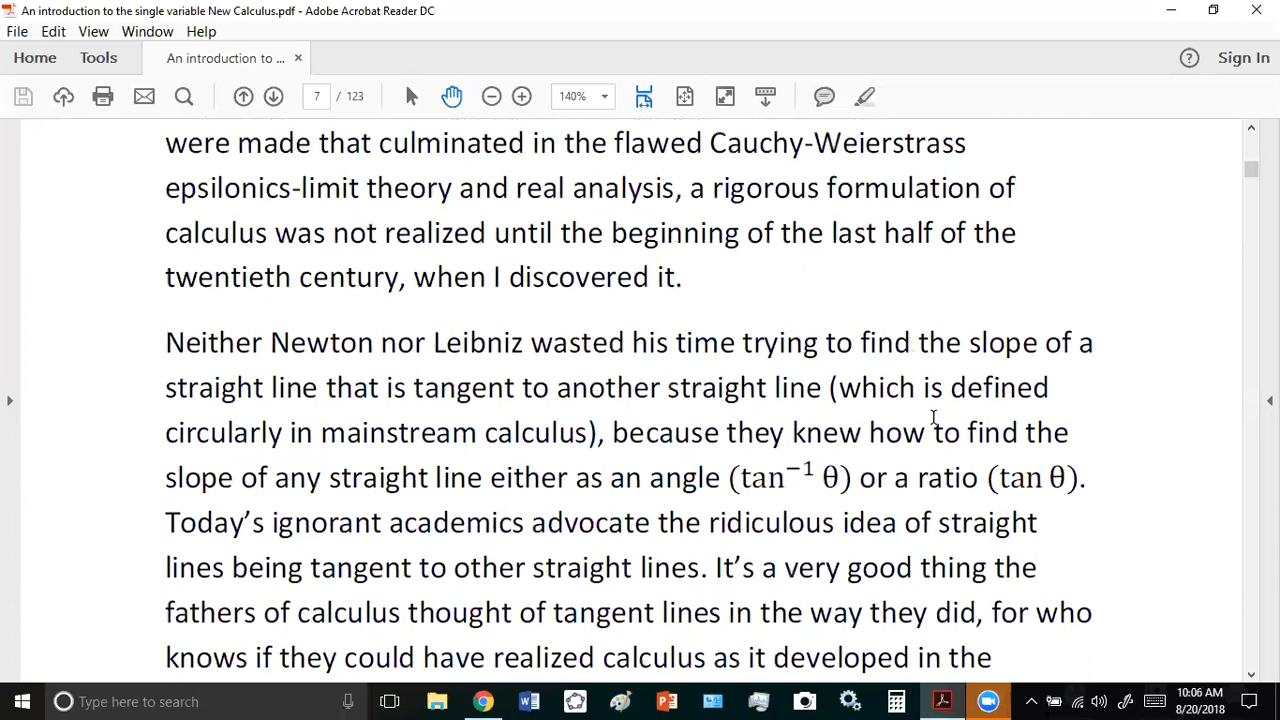 An introduction to the single variable New Calculus.pdf - Adobe Acrobat Reader DC
File Edit View Window Help
Home Tools An introduction to ... × ? Sign In
7 / 123 140%
were made that culminated in the flawed Cauchy-Weierstrass
epsilonics-limit theory and real analysis, a rigorous formulation of
calculus was not realized until the beginning of the last half of the
twentieth century, when I discovered it.
Neither Newton nor Leibniz wasted his time trying to find the slope of a
straight line that is tangent to another straight line (which is defined
circularly in mainstream calculus), because they knew how to find the
slope of any straight line either as an angle (tan⁻¹ θ) or a ratio (tan θ).
Today's ignorant academics advocate the ridiculous idea of straight
lines being tangent to other straight lines. It's a very good thing the
fathers of calculus thought of tangent lines in the way they did, for who
knows if they could have realized calculus as it developed in the
Type here to search
10:06 AM
8/20/2018